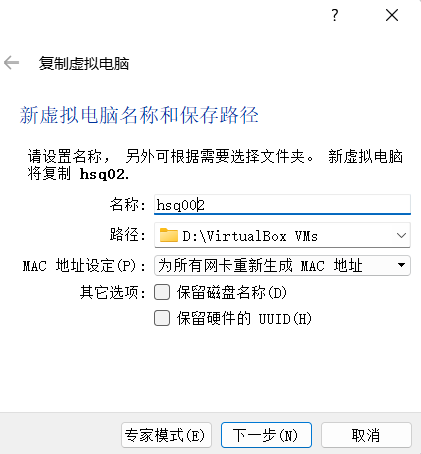 ?
复制虚拟电脑
新虚拟电脑名称和保存路径
请设置名称， 另外可根据需要选择文件夹。 新虚拟电脑
将复制 hsq02.
名称: hsq002
路径: D:\VirtualBox VMs
MAC 地址设定(P): 为所有网卡重新生成 MAC 地址
其它选项: 保留磁盘名称(D)
保留硬件的 UUID(H)
专家模式(E) 下一步(N) 取消